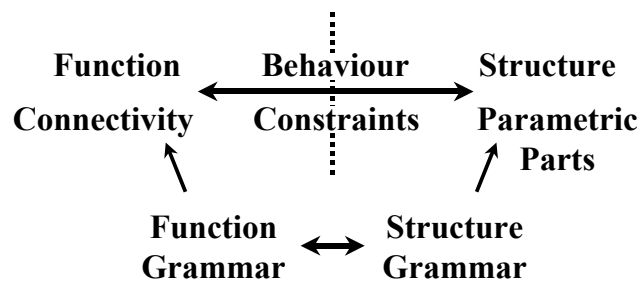 Function Behaviour Structure
Connectivity Constraints Parametric
Parts
Function Structure
Grammar Grammar